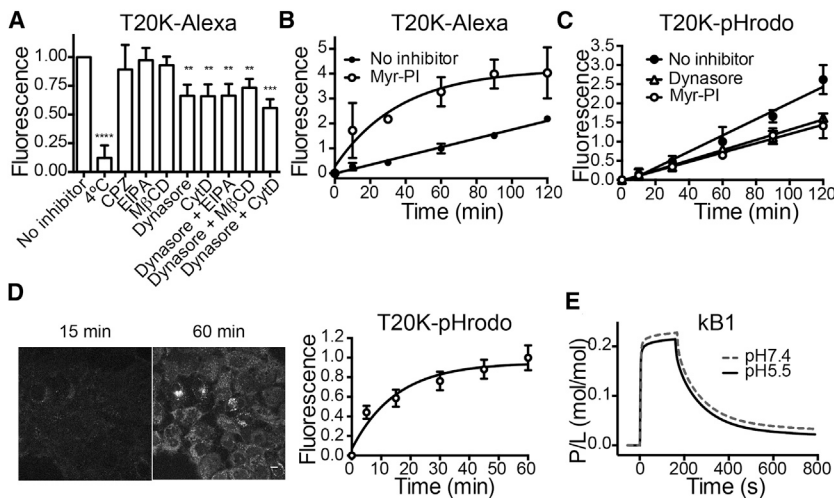 A
T20K-Alexa
Fluorescence
1.00
0.75
0.50
0.25
0.00
****
**
**
**
**
***
No inhibitor
4ºC
CPZ
EIPA
MβCD
Dynasore
CytD
Dynasore + EIPA
Dynasore + MβCD
Dynasore + CytD
B
T20K-Alexa
Fluorescence
5
4
3
2
1
0
No inhibitor
Myr-PI
0 20 40 60 80 100 120
Time (min)
C
T20K-pHrodo
Fluorescence
3.5
3.0
2.5
2.0
1.5
1.0
0.5
0.0
No inhibitor
Dynasore
Myr-PI
0 20 40 60 80 100 120
Time (min)
D
15 min
60 min
T20K-pHrodo
Fluorescence
1.2
1.0
0.8
0.6
0.4
0.2
0.0
0 10 20 30 40 50 60
Time (min)
E
kB1
P/L (mol/mol)
0.2
0.1
0.0
pH7.4
pH5.5
0 200 400 600 800
Time (s)